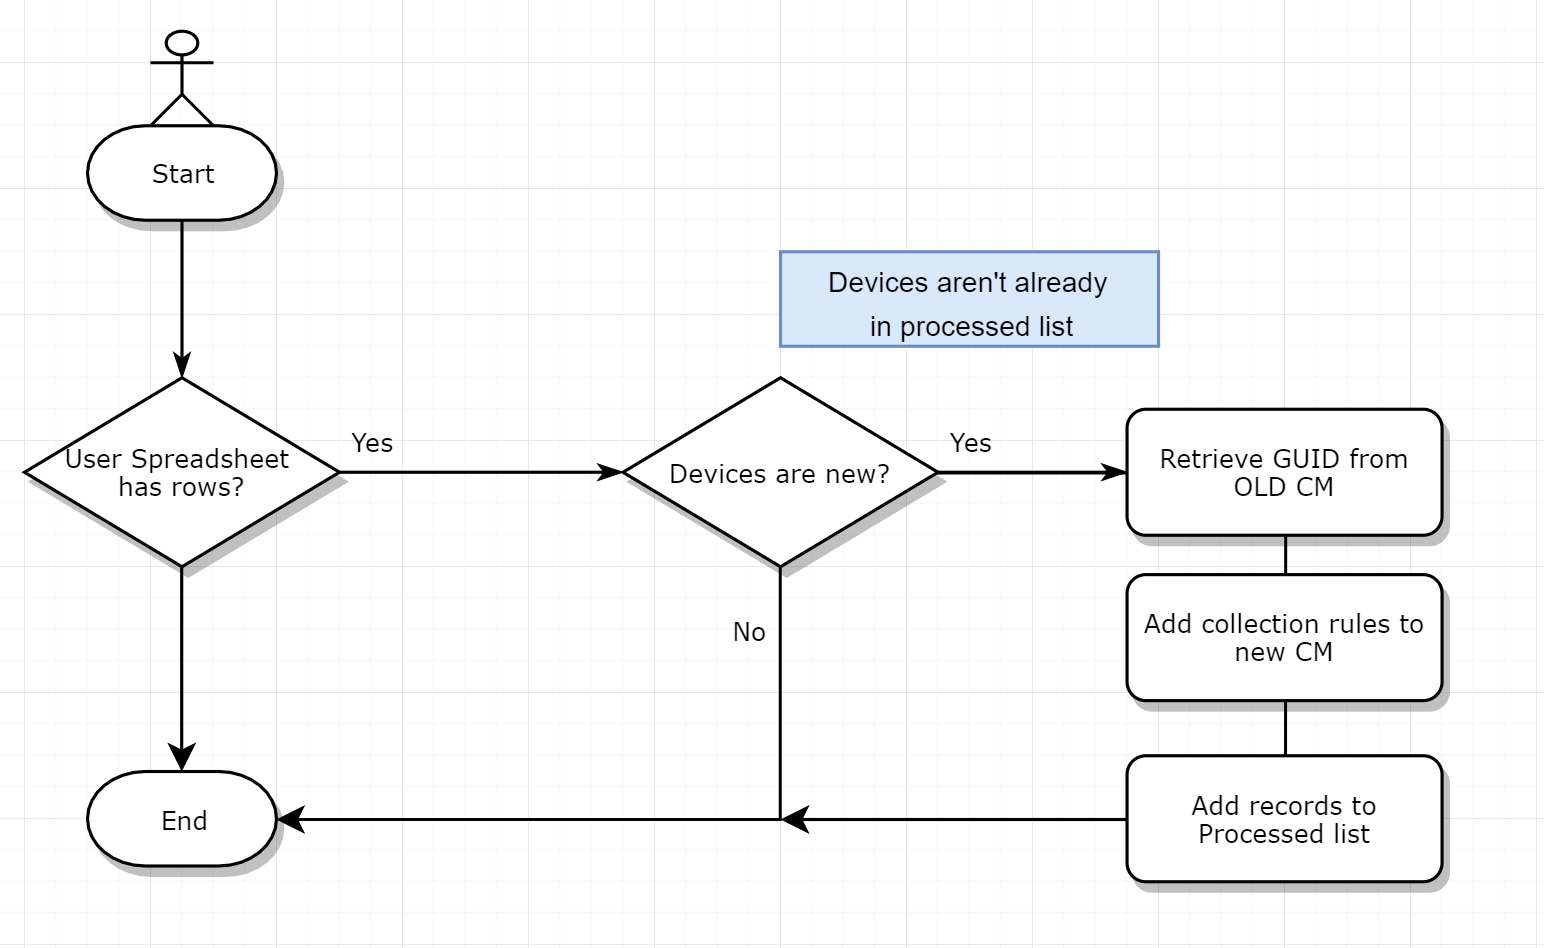 Start
Devices aren't already
in processed list
User Spreadsheet
has rows?
Yes
Devices are new?
Yes
Retrieve GUID from
OLD CM
No
Add collection rules to
new CM
End
Add records to
Processed list